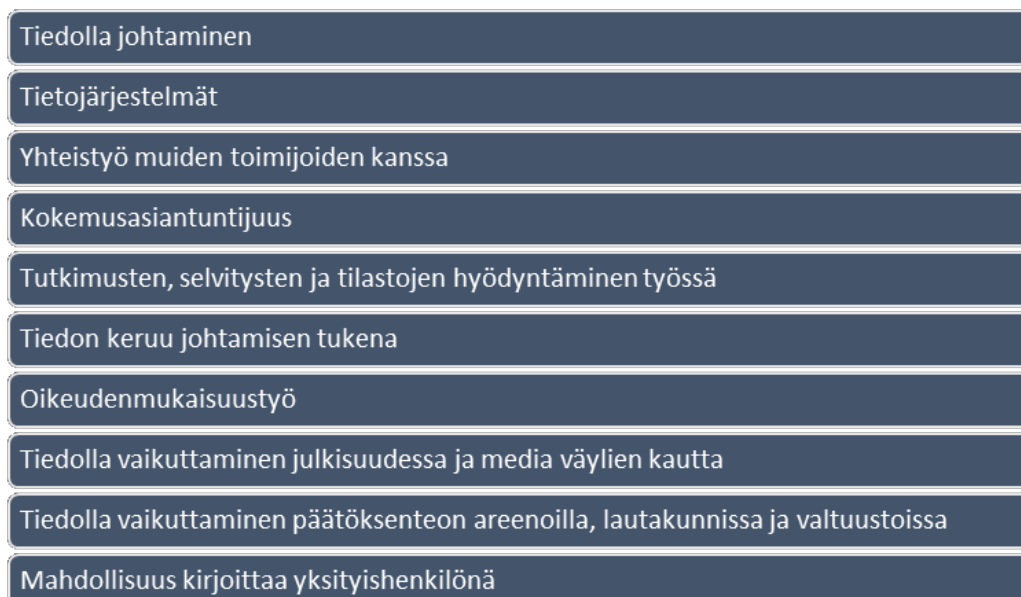 Tiedolla johtaminen
Tietojärjestelmät
Yhteistyö muiden toimijoiden kanssa
Kokemusasiantuntijuus
Tutkimusten, selvitysten ja tilastojen hyödyntäminen työssä
Tiedon keruu johtamisen tukena
Oikeudenmukaisuustyö
Tiedolla vaikuttaminen julkisuudessa ja media väylien kautta
Tiedolla vaikuttaminen päätöksenteon areenoilla, lautakunnissa ja valtuustoissa
Mahdollisuus kirjoittaa yksityishenkilönä